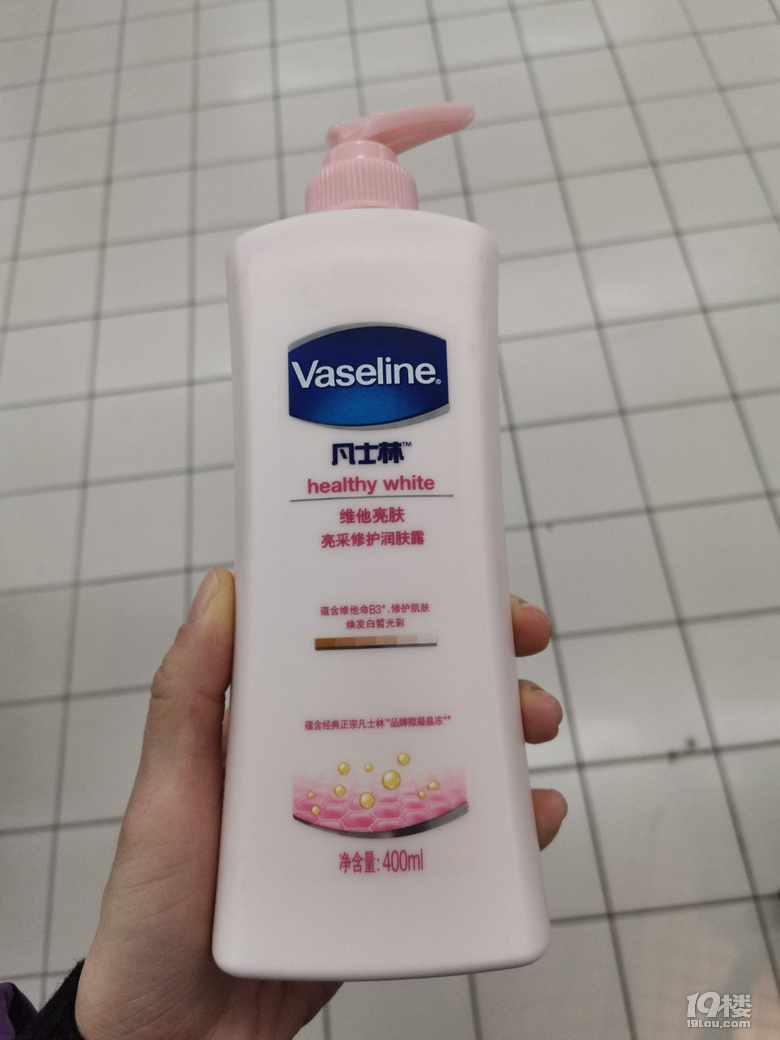 Vaseline®
凡士林™
healthy white
维他亮肤
亮采修护润肤露
蕴含维他命B3⁺，修护肌肤
焕发白皙光彩
蕴含经典正宗凡士林™品牌微凝晶冻⁺⁺
净含量: 400ml
19楼
19lou.com